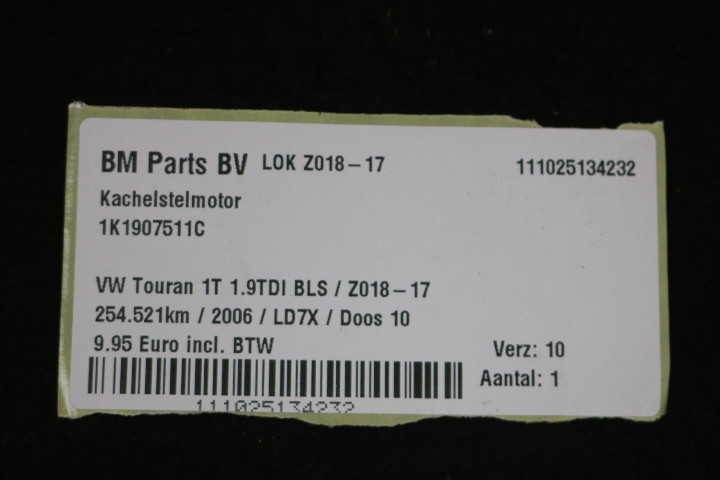 BM Parts BV LOK Z018-17 111025134232
Kachelstelmotor
1K1907511C
VW Touran 1T 1.9TDI BLS / Z018-17
254.521km / 2006 / LD7X / Doos 10
9.95 Euro incl. BTW Verz: 10
Aantal: 1
111025134232